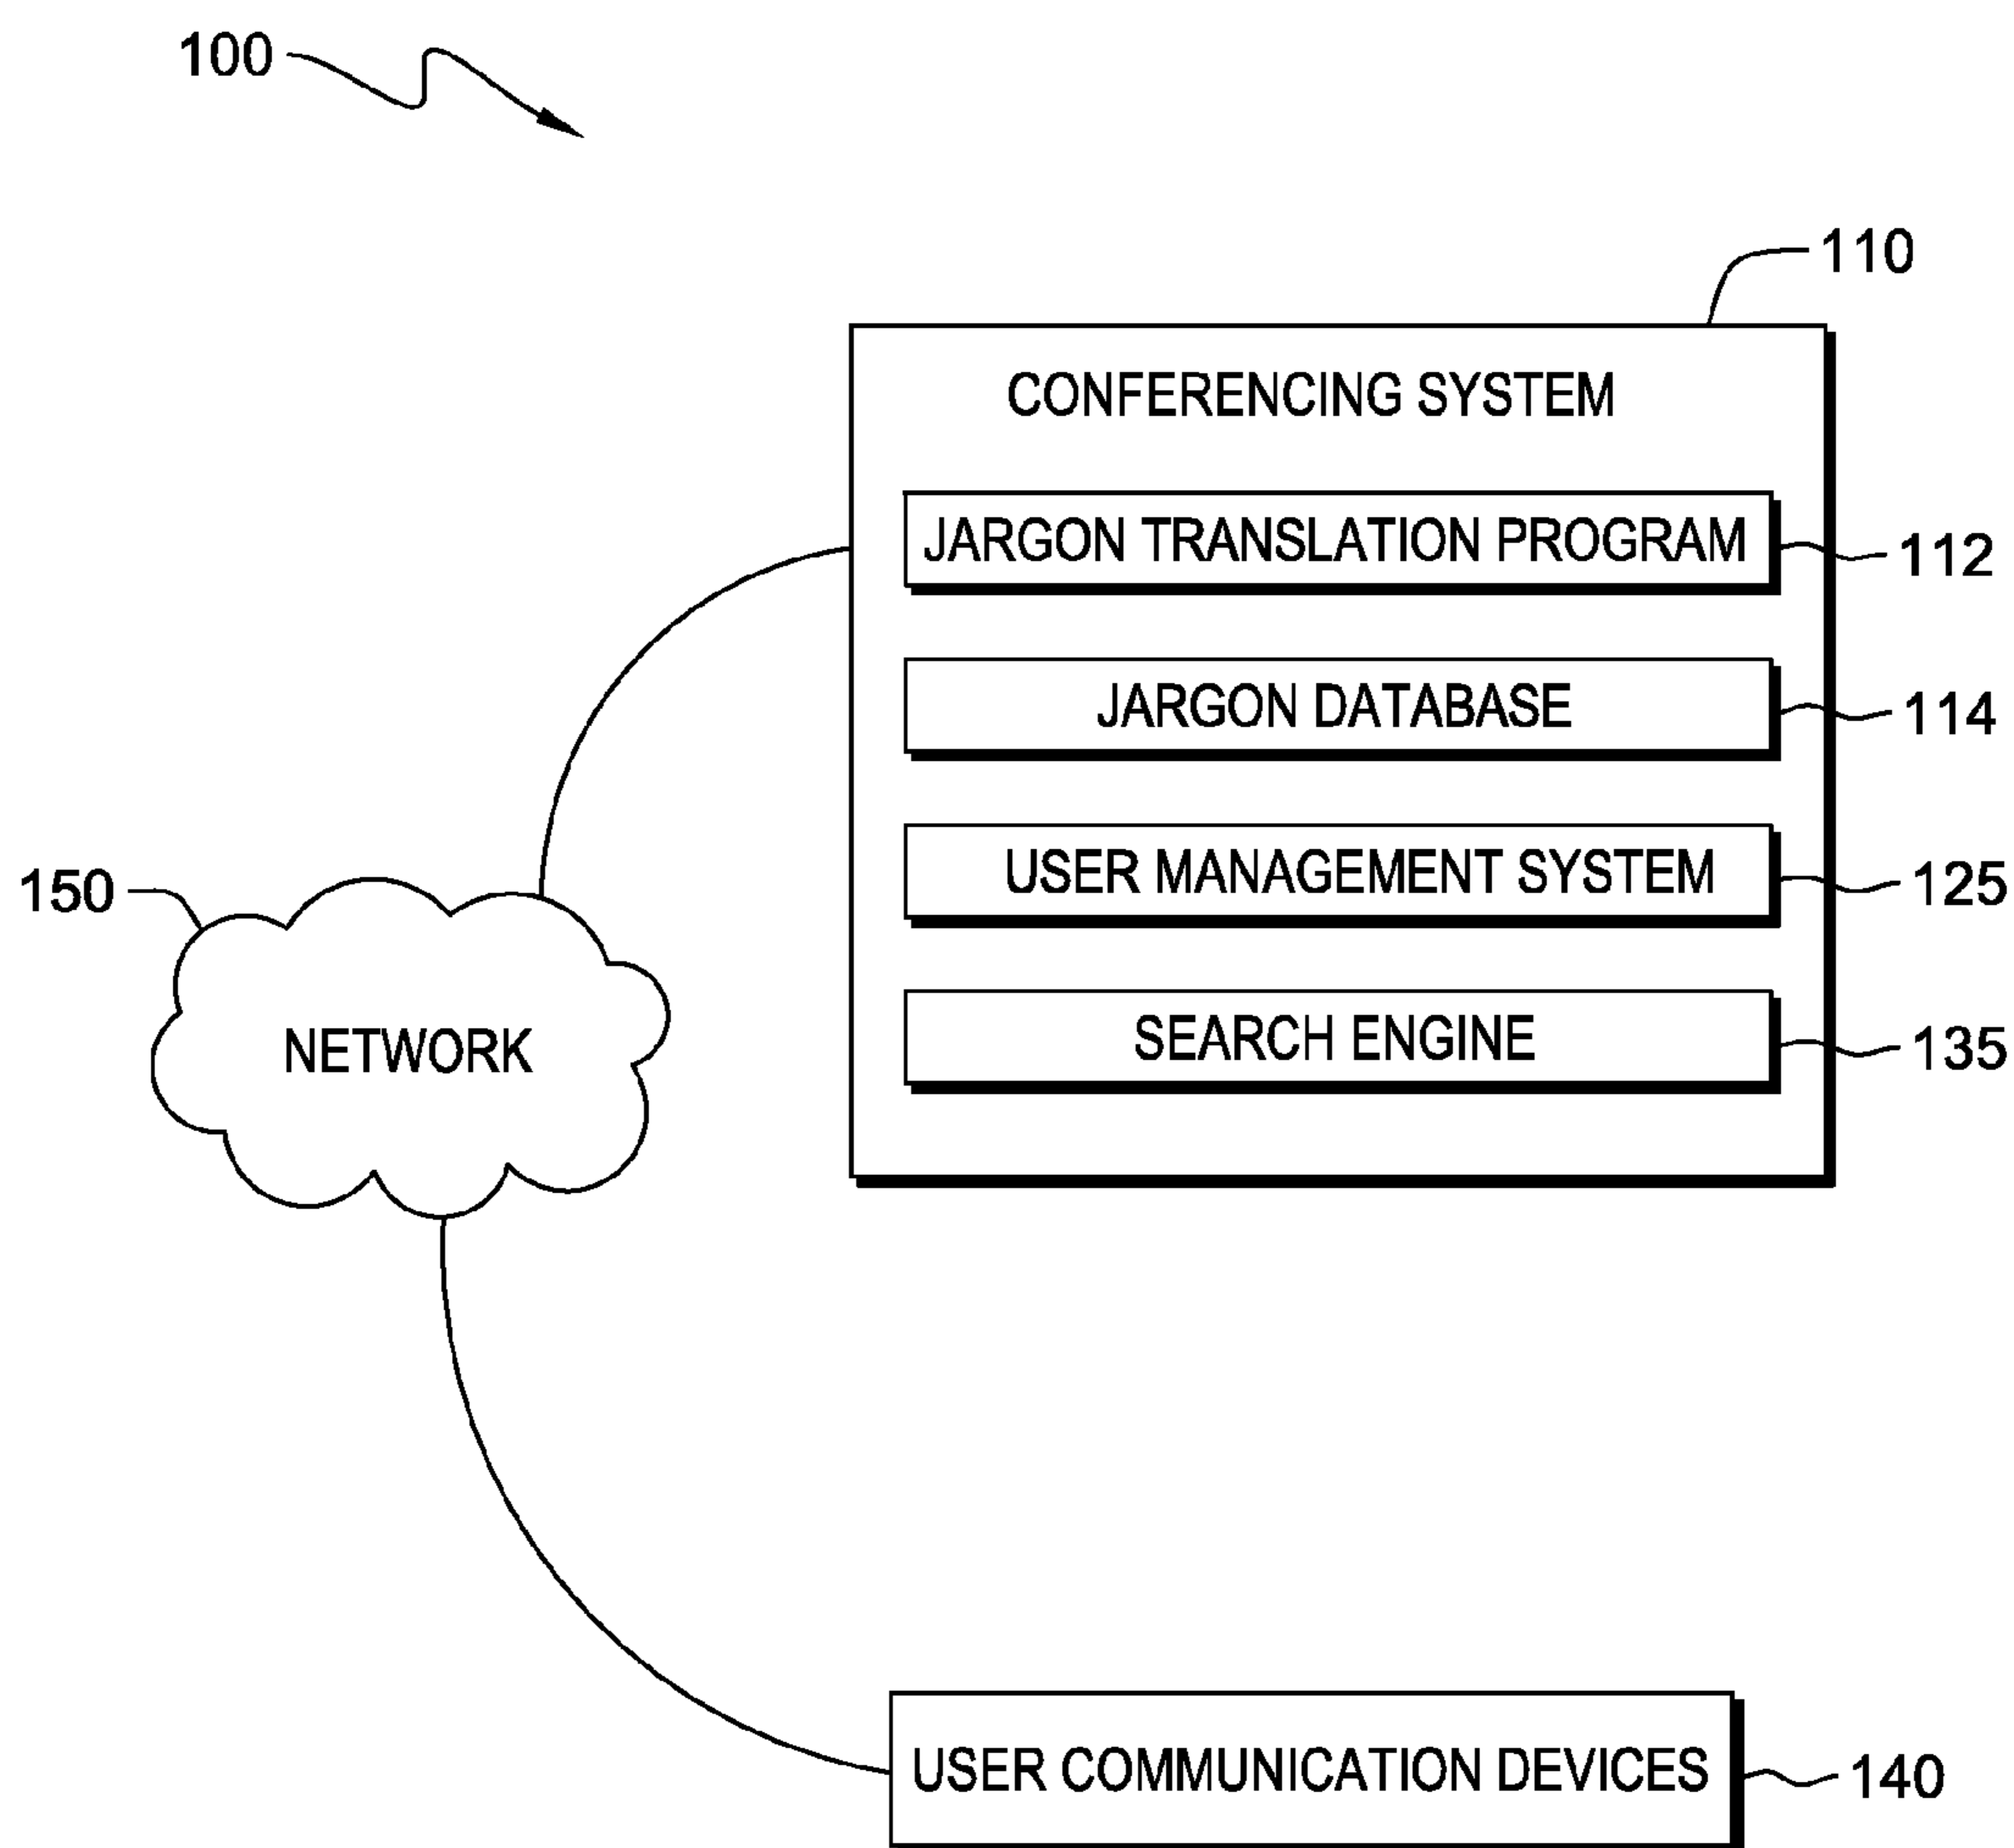 100
110
CONFERENCING SYSTEM
JARGON TRANSLATION PROGRAM
112
JARGON DATABASE
114
USER MANAGEMENT SYSTEM
125
150
SEARCH ENGINE
135
NETWORK
USER COMMUNICATION DEVICES
140